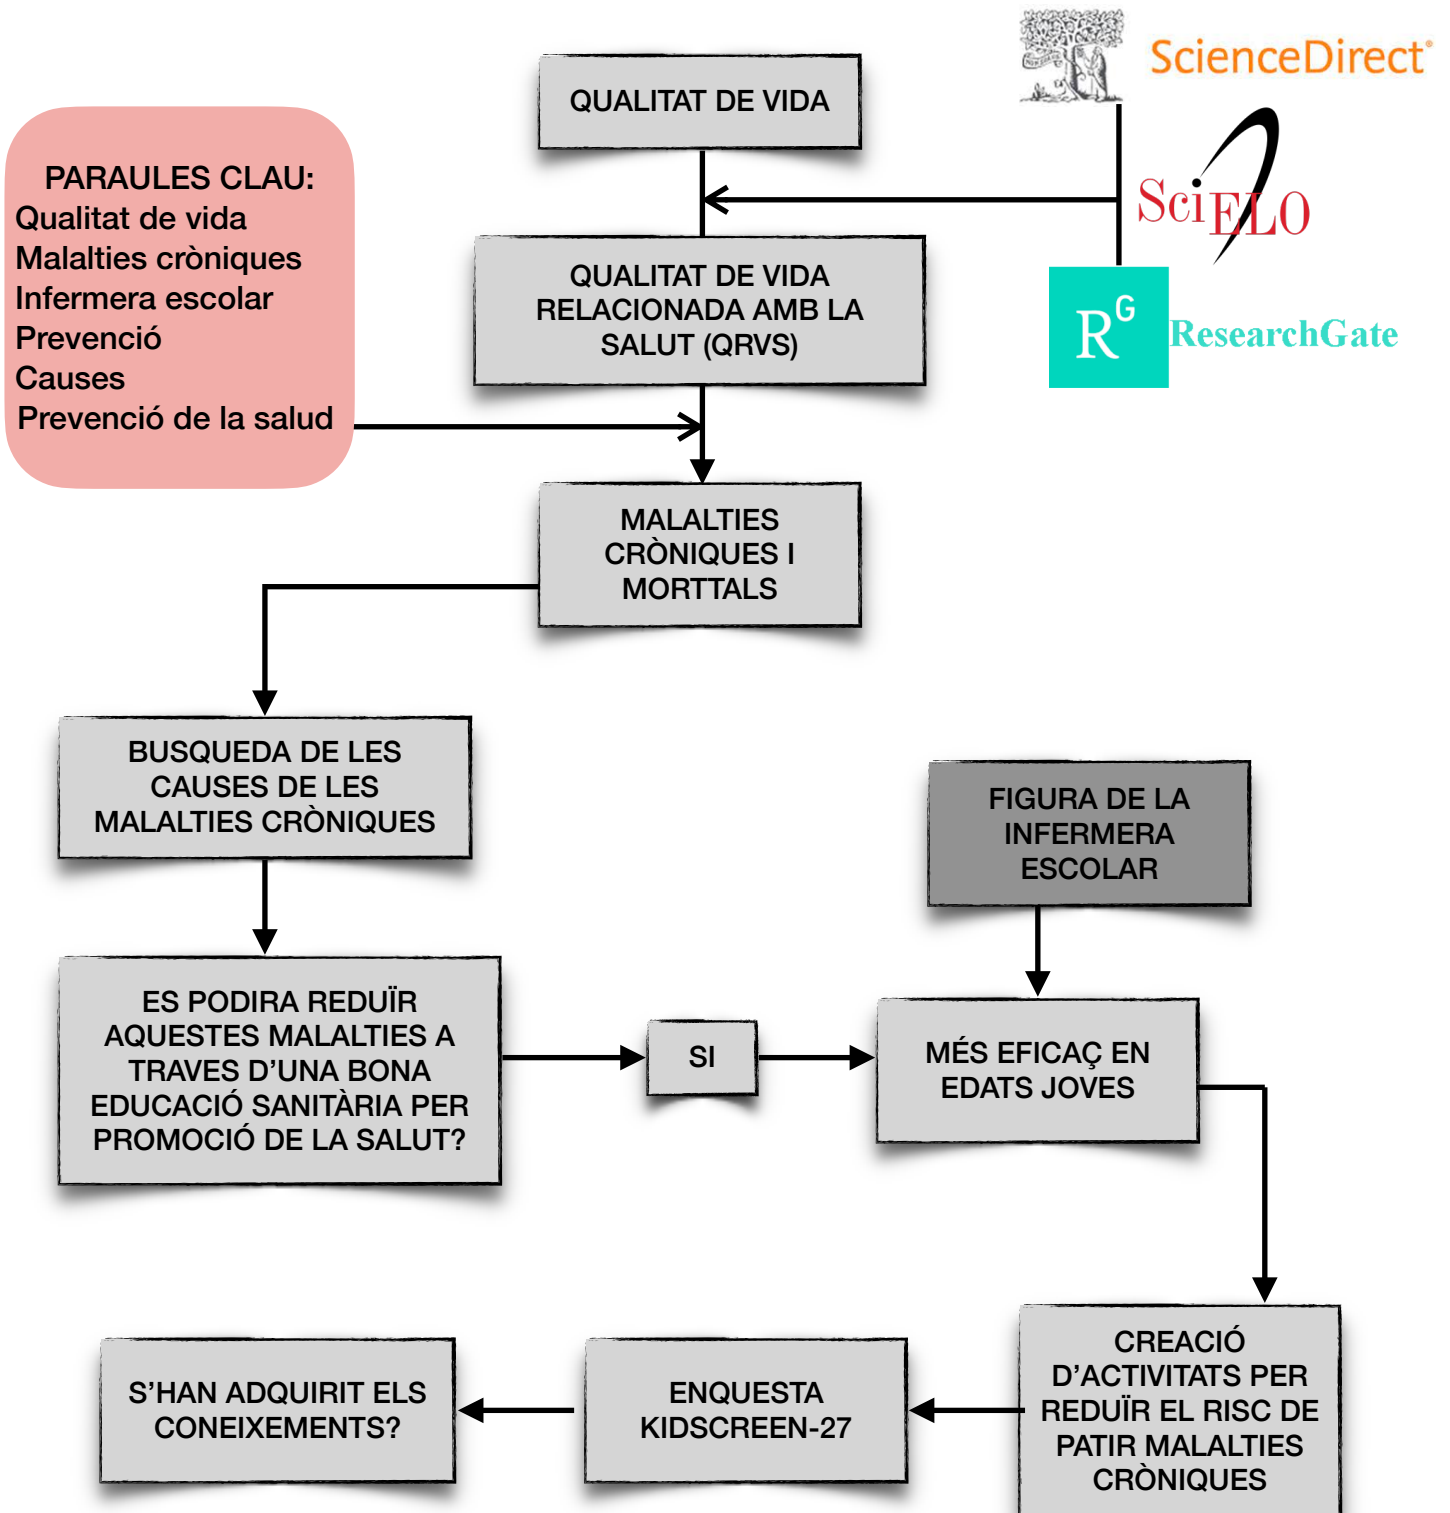 QUALITAT DE VIDA
ScienceDirect®
SciELO
RG ResearchGate
PARAULES CLAU:
Qualitat de vida
Malalties cròniques
Infermera escolar
Prevenció
Causes
Prevenció de la salud
QUALITAT DE VIDA
RELACIONADA AMB LA
SALUT (QRVS)
MALALTIES
CRÒNIQUES I
MORTTALS
BUSQUEDA DE LES
CAUSES DE LES
MALALTIES CRÒNIQUES
FIGURA DE LA
INFERMERA
ESCOLAR
ES PODIRA REDUÏR
AQUESTES MALALTIES A
TRAVES D’UNA BONA
EDUCACIÓ SANITÀRIA PER
PROMOCIÓ DE LA SALUT?
SI
MÉS EFICAÇ EN
EDATS JOVES
CREACIÓ
D’ACTIVITATS PER
REDUÏR EL RISC DE
PATIR MALALTIES
CRÒNIQUES
ENQUESTA
KIDSCREEN-27
S’HAN ADQUIRIT ELS
CONEIXEMENTS?